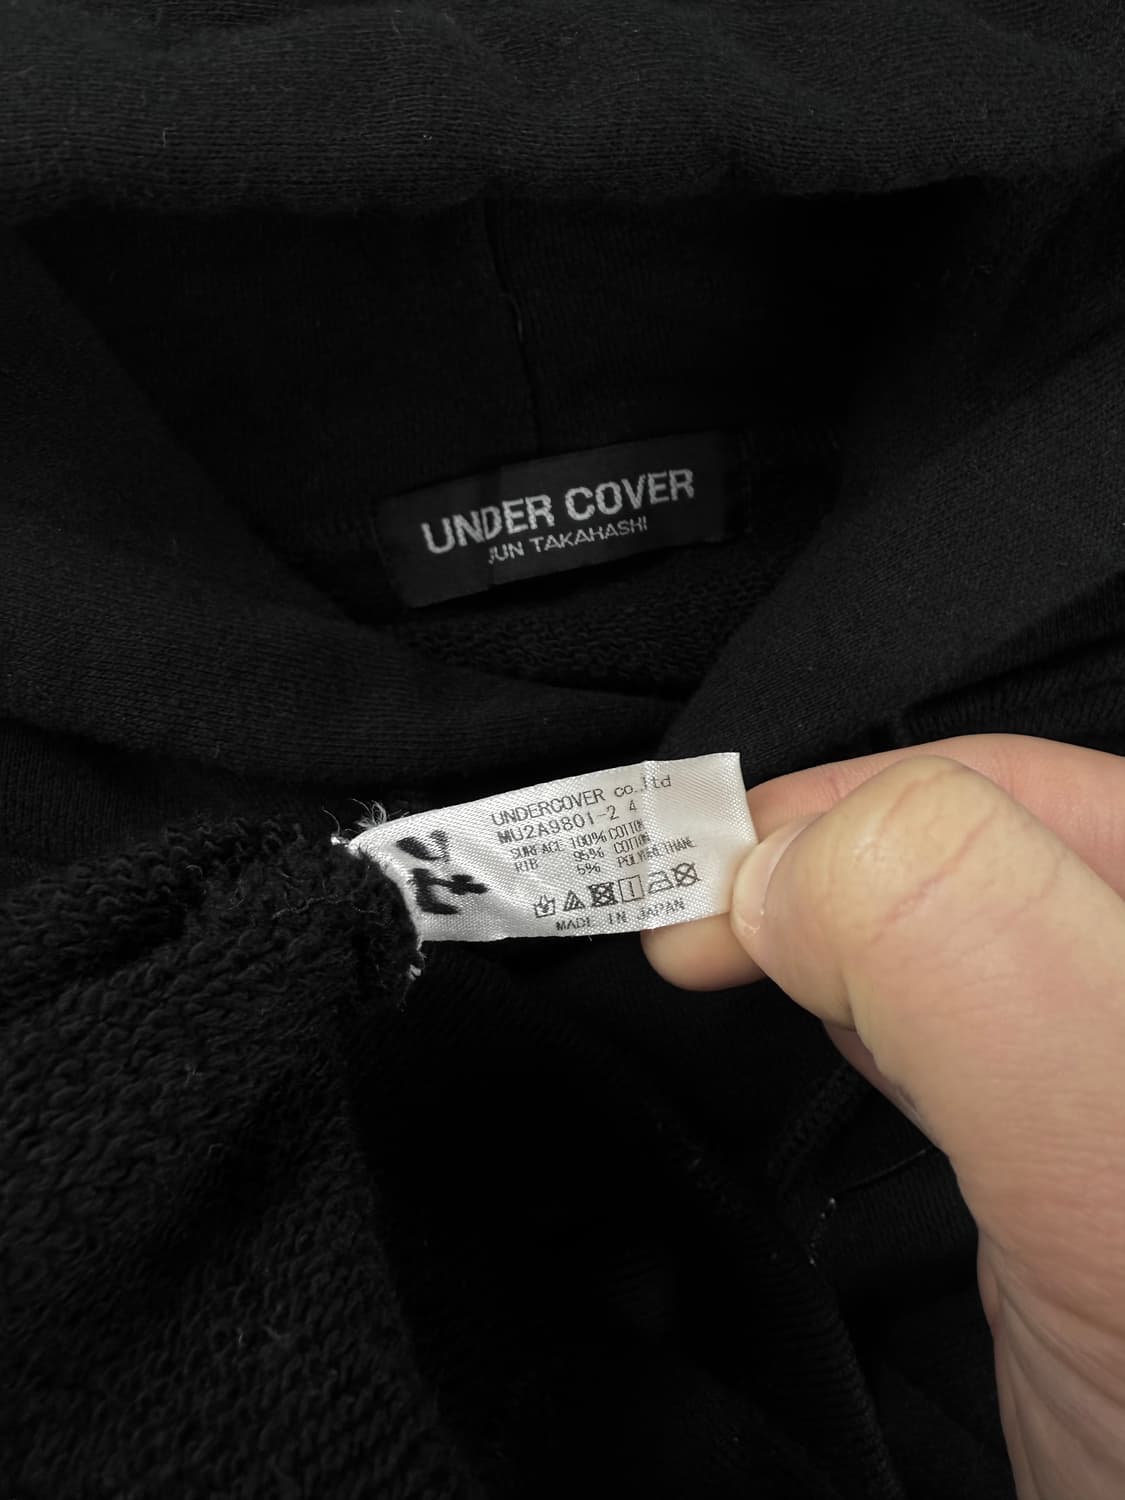 UNDER COVER
JUN TAKAHASHI
UNDERCOVER co.,ltd
MU2A9801-2 4
SURFACE 100% COTTON
RIB 95% COTTON
5% POLYURETHANE
MADE IN JAPAN